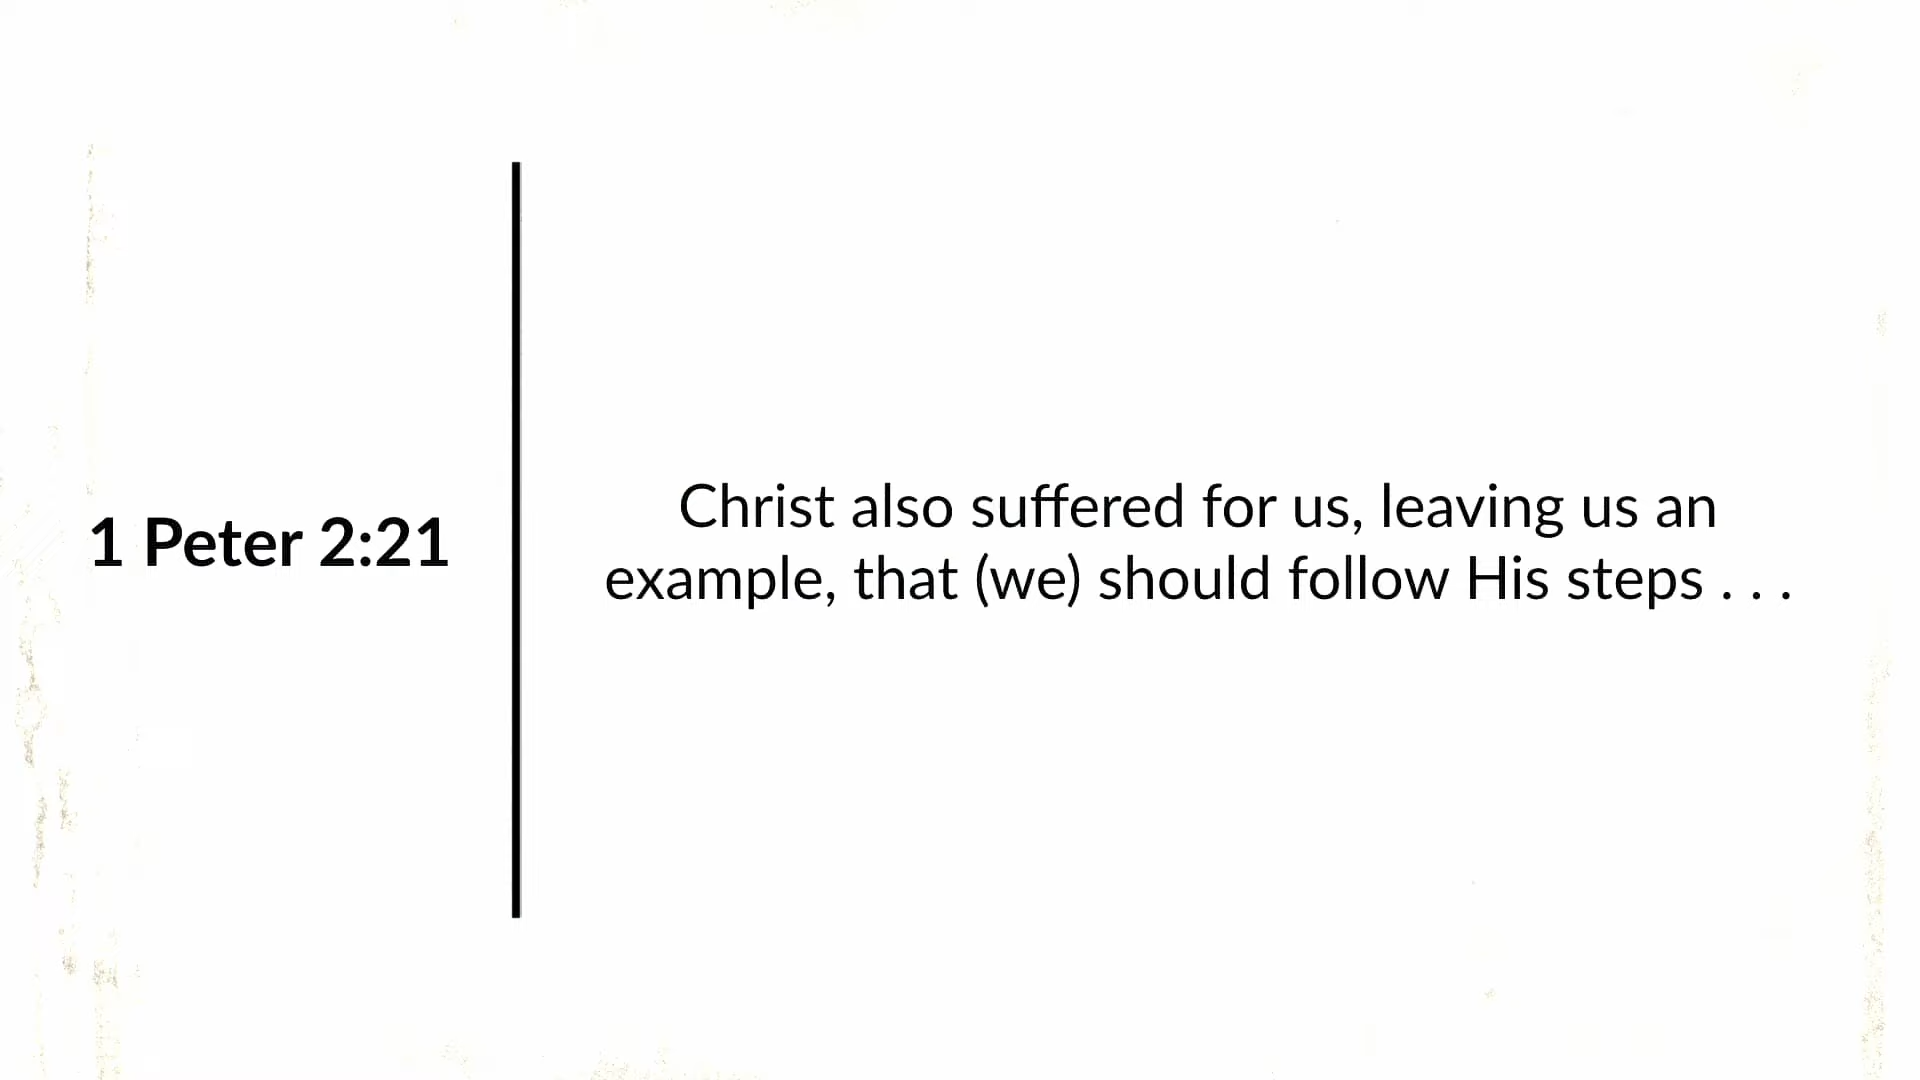 1 Peter 2:21
Christ also suffered for us, leaving us an
example, that (we) should follow His steps . . .